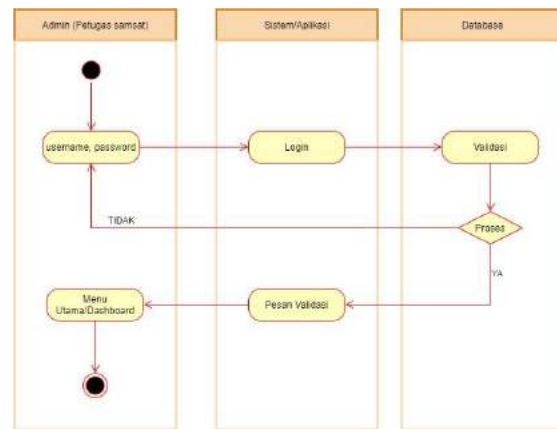 Admin (Petugas samsat)
Sistem/Aplikasi
Database
username, password
Login
Validasi
TIDAK
Proses
YA
Menu
Utama/Dashboard
Pesan Validasi